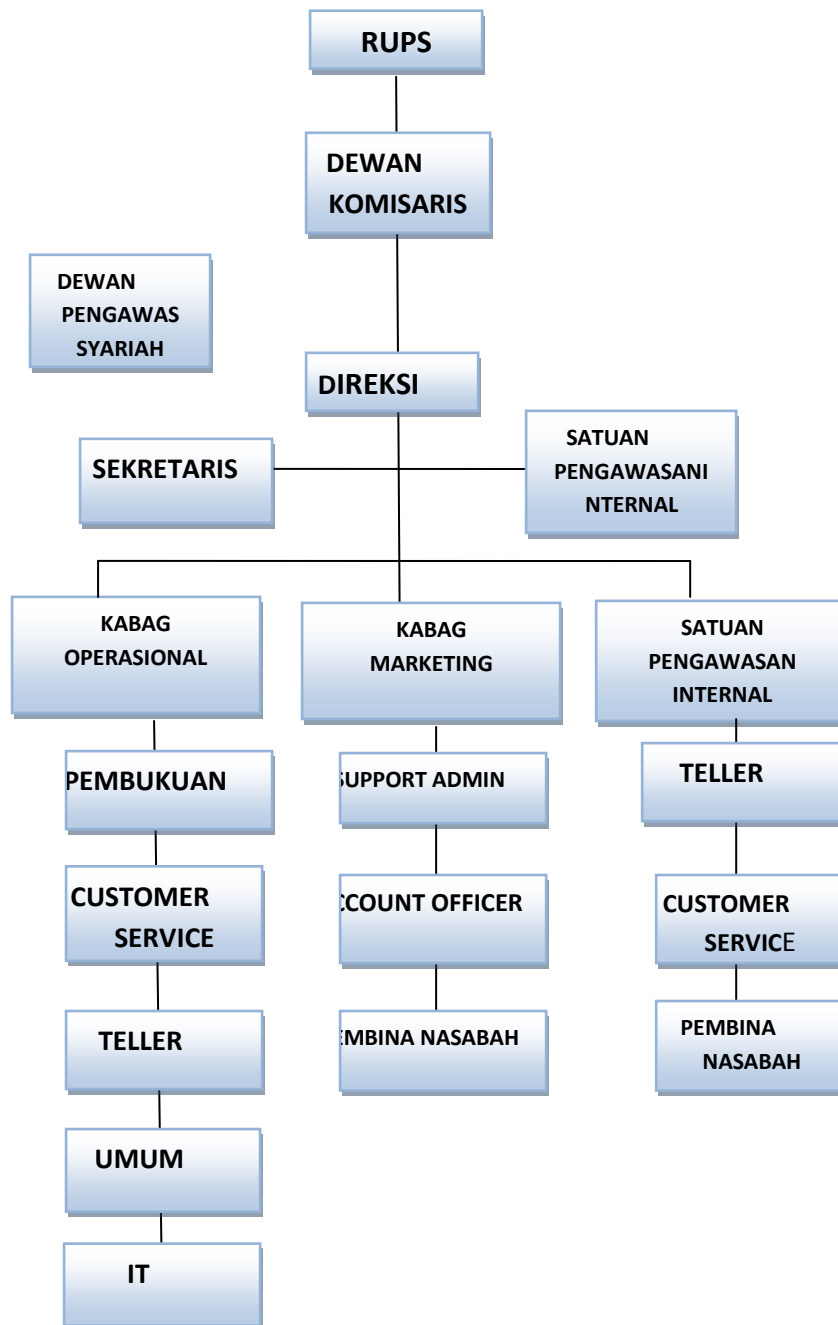 RUPS
DEWAN
KOMISARIS
DEWAN
PENGAWAS
SYARIAH
DIREKSI
SEKRETARIS
SATUAN
PENGAWASANI
NTERNAL
KABAG
OPERASIONAL
KABAG
MARKETING
SATUAN
PENGAWASAN
INTERNAL
PEMBUKUAN
SUPPORT ADMIN
TELLER
CUSTOMER
SERVICE
CCOUNT OFFICER
CUSTOMER
SERVICE
TELLER
EMBINA NASABAH
PEMBINA
NASABAH
UMUM
IT